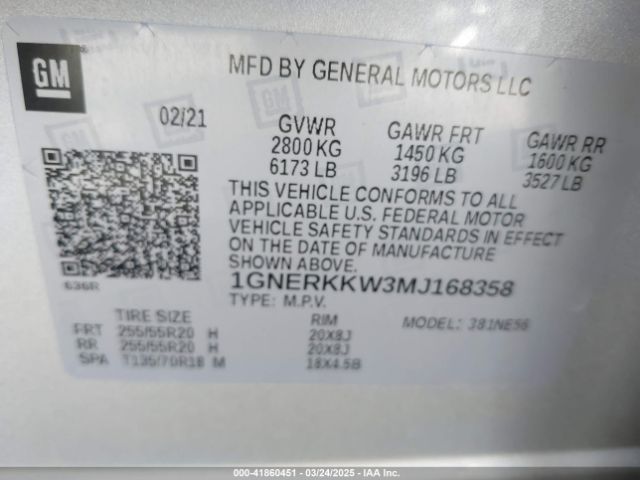 GM
MFD BY GENERAL MOTORS LLC
02/21
GVWR GAWR FRT GAWR RR
2800 KG 1450 KG 1600 KG
6173 LB 3196 LB 3527 LB
THIS VEHICLE CONFORMS TO ALL
APPLICABLE U.S. FEDERAL MOTOR
VEHICLE SAFETY STANDARDS IN EFFECT
ON THE DATE OF MANUFACTURE
SHOWN ABOVE.
636R
1GNERKKW3MJ168358
TYPE: M.P.V.
TIRE SIZE RIM MODEL: 381NE56
FRT 255/55R20 H 20X8J
RR 255/55R20 H 20X8J
SPA T135/70R18 M 18X4.5B
000-41860451 - 03/24/2025 - IAA Inc.